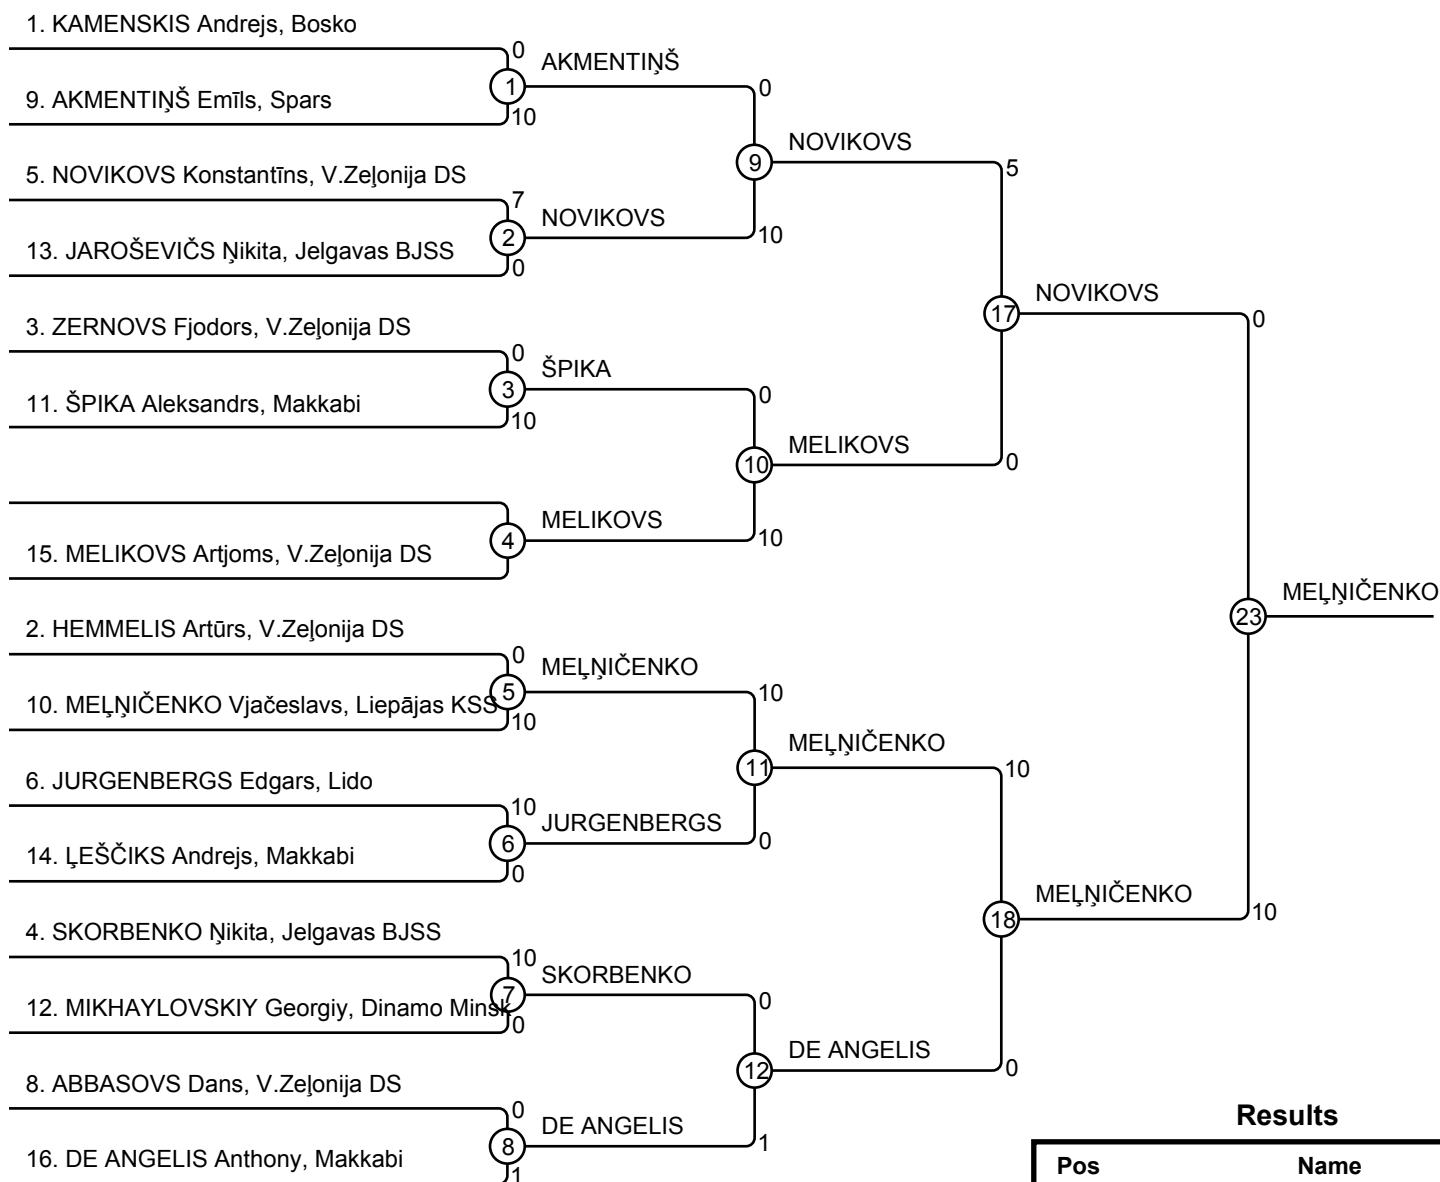 1. KAMENSKIS Andrejs, Bosko
0
AKMENTIŅŠ
1
0
9. AKMENTIŅŠ Emīls, Spars
10
NOVIKOVS
9
5
5. NOVIKOVS Konstantīns, V.Zeļonija DS
7
NOVIKOVS
2
10
13. JAROŠEVIČS Ņikita, Jelgavas BJSS
0
NOVIKOVS
17
0
3. ZERNOVS Fjodors, V.Zeļonija DS
0
ŠPIKA
3
0
11. ŠPIKA Aleksandrs, Makkabi
10
MELIKOVS
10
0
MELIKOVS
4
10
15. MELIKOVS Artjoms, V.Zeļonija DS
MEĻŅIČENKO
23
2. HEMMELIS Artūrs, V.Zeļonija DS
0
MEĻŅIČENKO
5
10
10. MEĻŅIČENKO Vjačeslavs, Liepājas KSS
10
MEĻŅIČENKO
11
10
6. JURGENBERGS Edgars, Lido
10
JURGENBERGS
6
0
14. ĻEŠČIKS Andrejs, Makkabi
0
MEĻŅIČENKO
18
10
4. SKORBENKO Ņikita, Jelgavas BJSS
10
SKORBENKO
7
0
12. MIKHAYLOVSKIY Georgiy, Dinamo Minsk
0
DE ANGELIS
12
0
8. ABBASOVS Dans, V.Zeļonija DS
0
DE ANGELIS
8
1
16. DE ANGELIS Anthony, Makkabi
1
Results
Pos Name